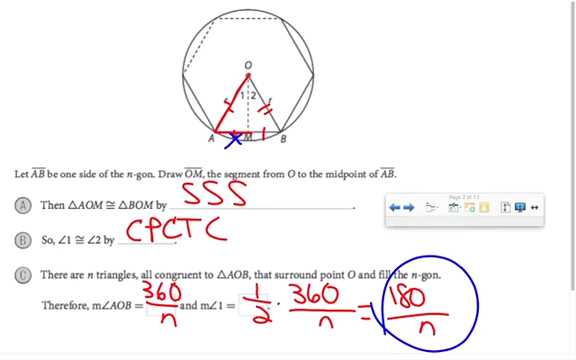 O
1 2 r
A x M 1 B
Let AB be one side of the n-gon. Draw OM, the segment from O to the midpoint of AB.
A Then △AOM ≅ △BOM by SSS.
B So, ∠1 ≅ ∠2 by CPCTC.
Page 2 of 12
C There are n triangles, all congruent to △AOB, that surround point O and fill the n-gon.
Therefore, m∠AOB = 360/n and m∠1 = 1/2 · 360/n = 180/n